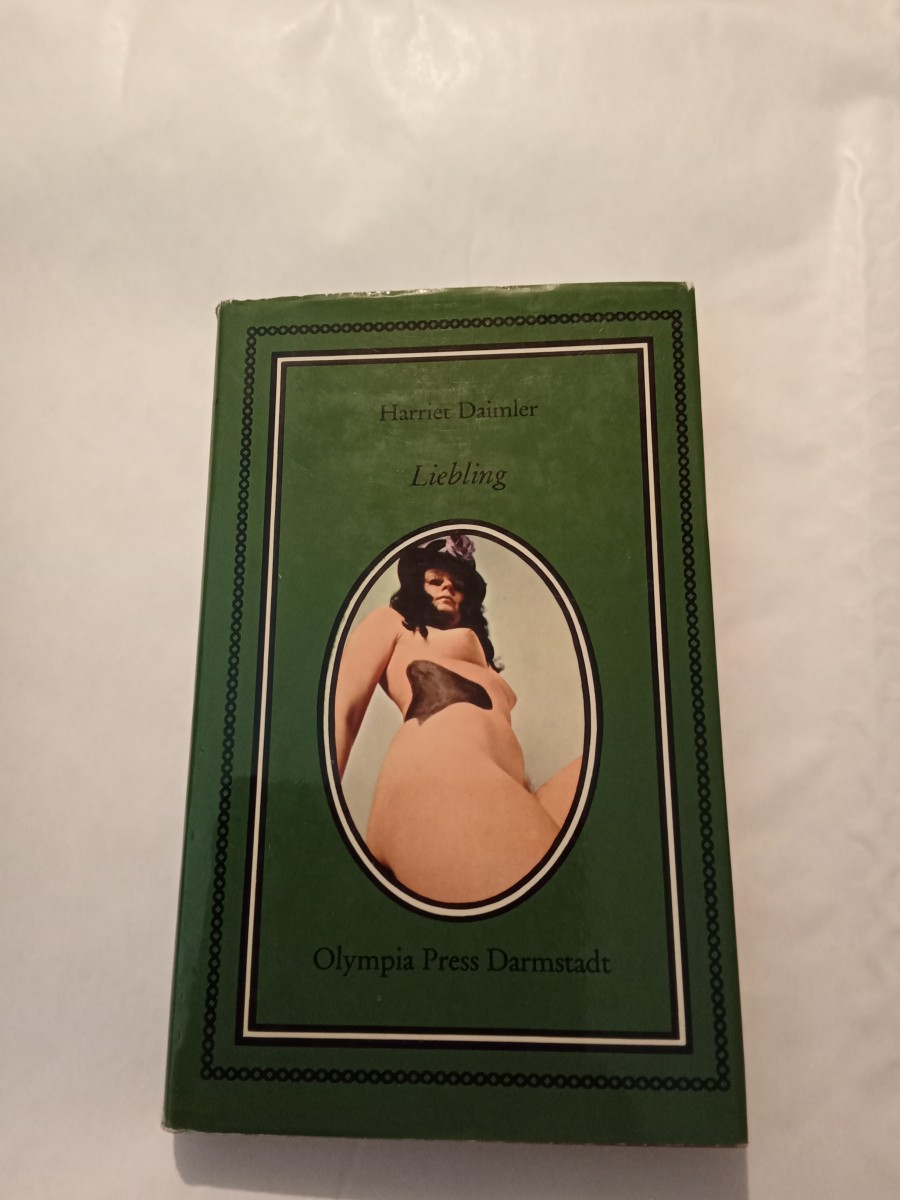 Harriet Daimler
Liebling
Olympia Press Darmstadt